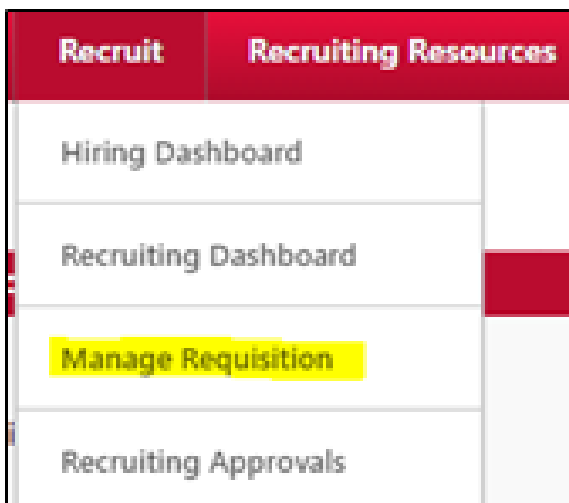 Recruit Recruiting Resources
Hiring Dashboard
Recruiting Dashboard
Manage Requisition
Recruiting Approvals